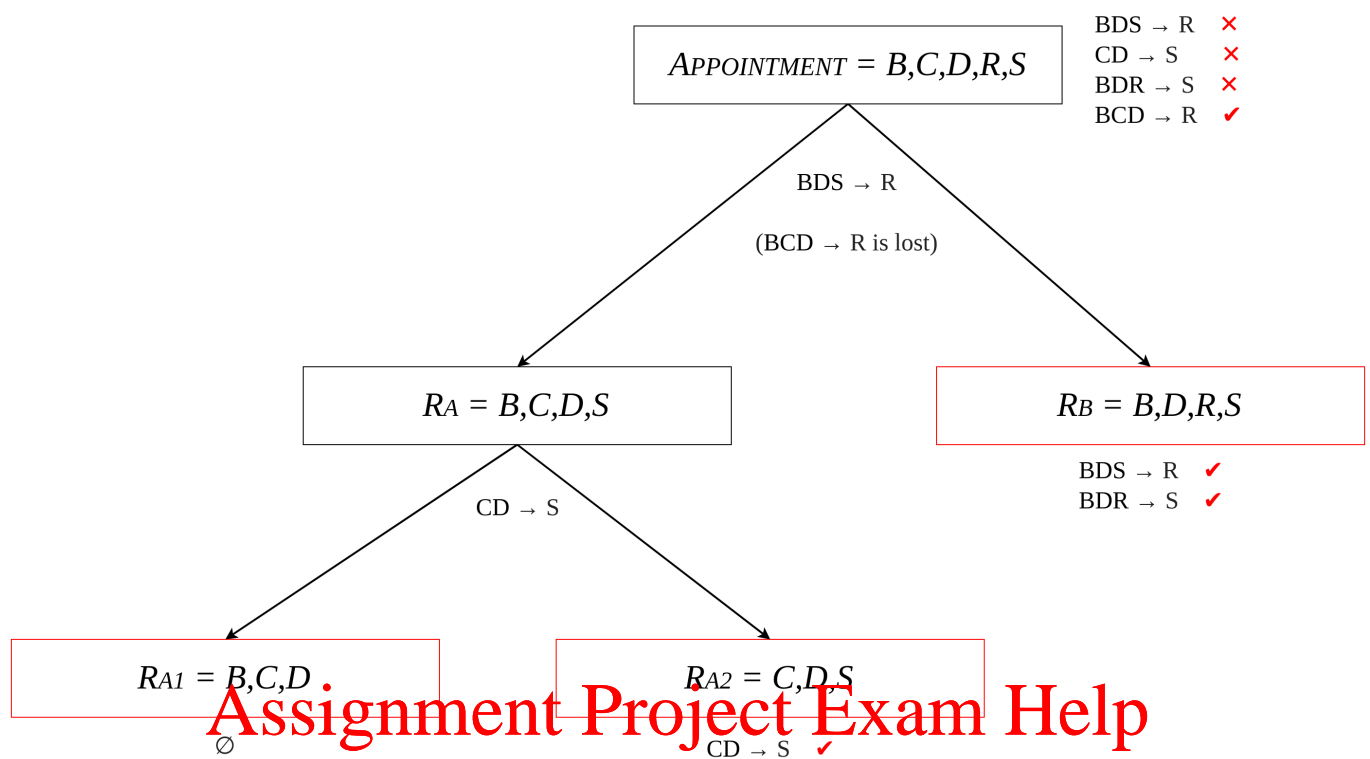 APPOINTMENT = B,C,D,R,S
BDS → R ✕
CD → S ✕
BDR → S ✕
BCD → R ✔
BDS → R
(BCD → R is lost)
RA = B,C,D,S
RB = B,D,R,S
BDS → R ✔
BDR → S ✔
CD → S
RA1 = B,C,D
RA2 = C,D,S
Assignment Project Exam Help
∅
CD → S ✔